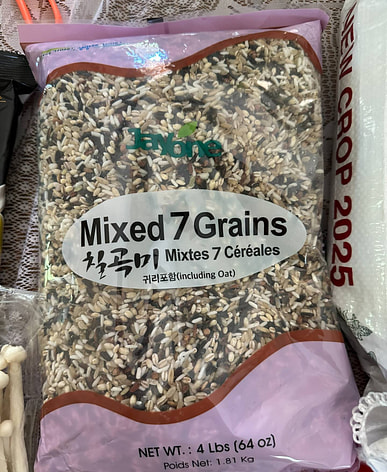 Jayone
Mixed 7 Grains
칠곡미 Mixtes 7 Céréales
귀리포함(including Oat)
NET WT. : 4 Lbs (64 oz)
Poids Net : 1.81 Kg
NEW CROP 2025